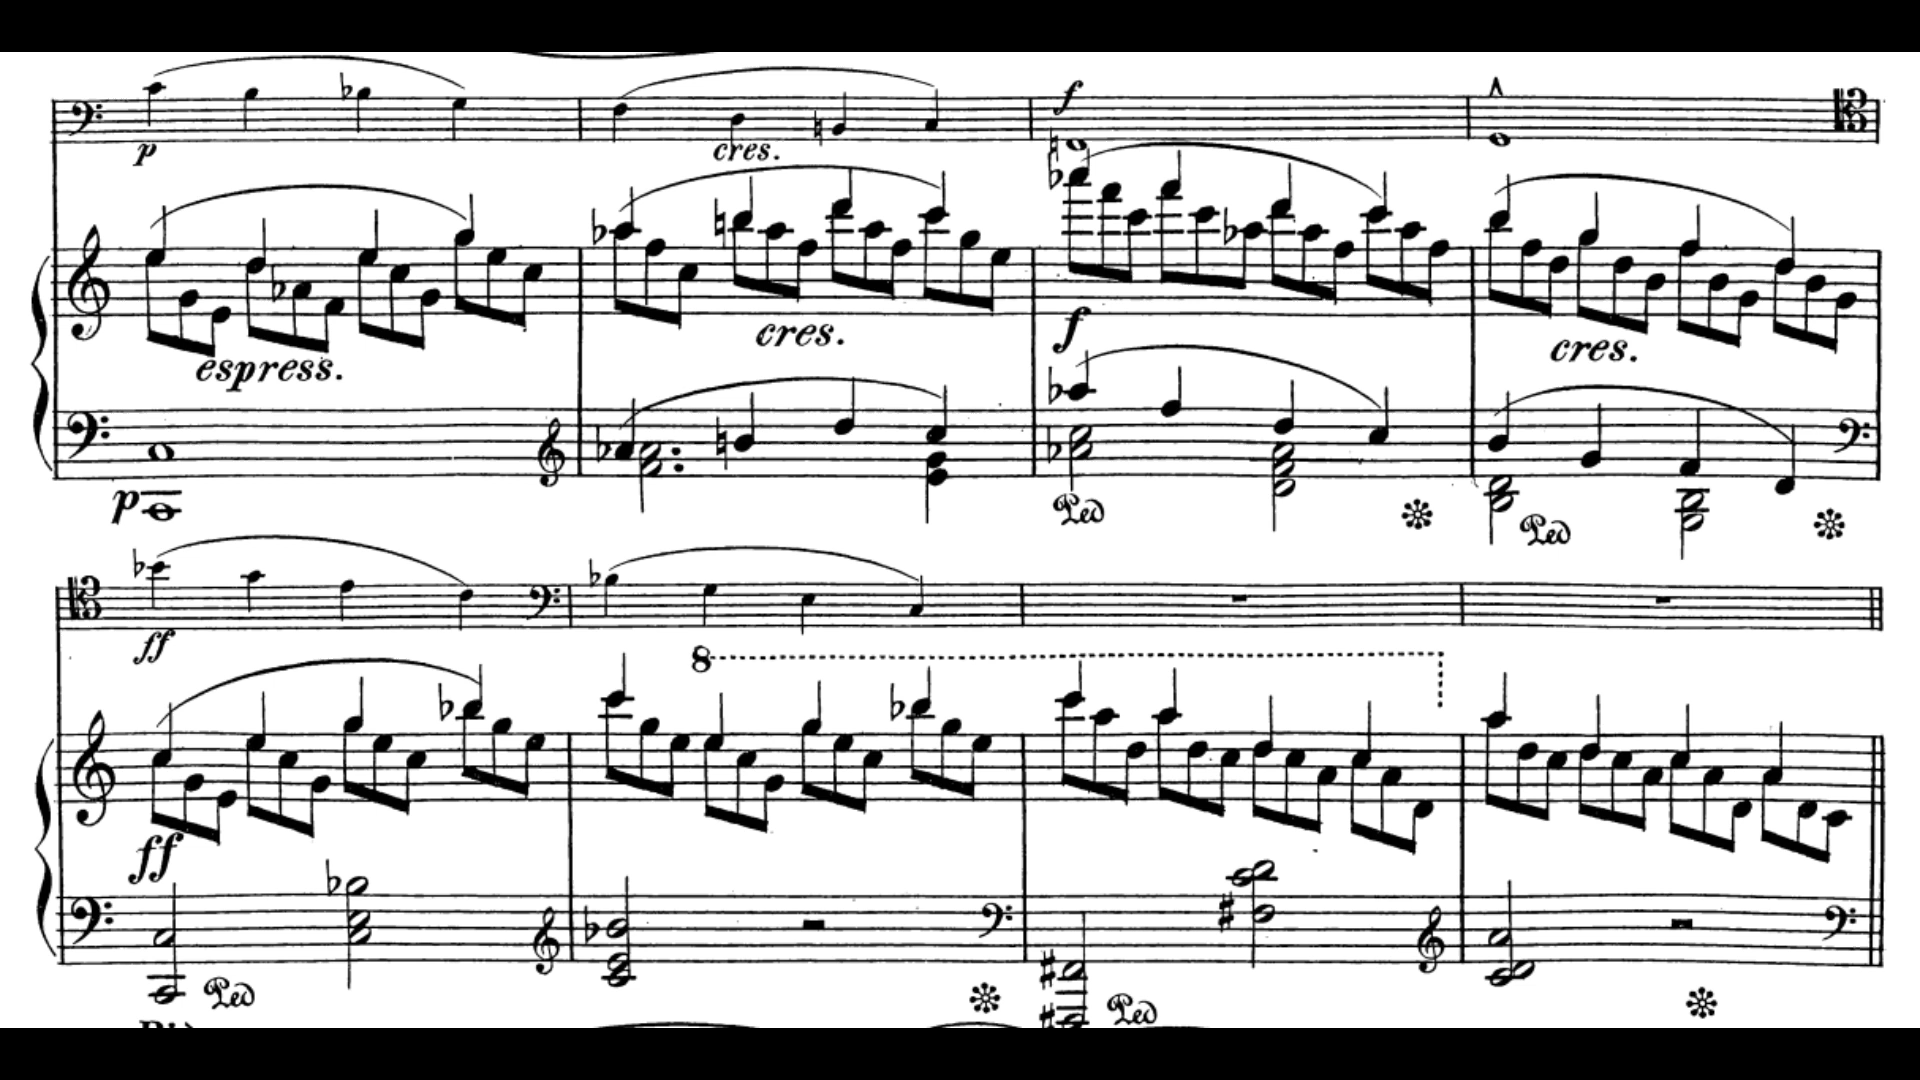 f
p cres.
f
espress. cres. cres.
p Ped Ped
ff
8
ff
Ped Ped